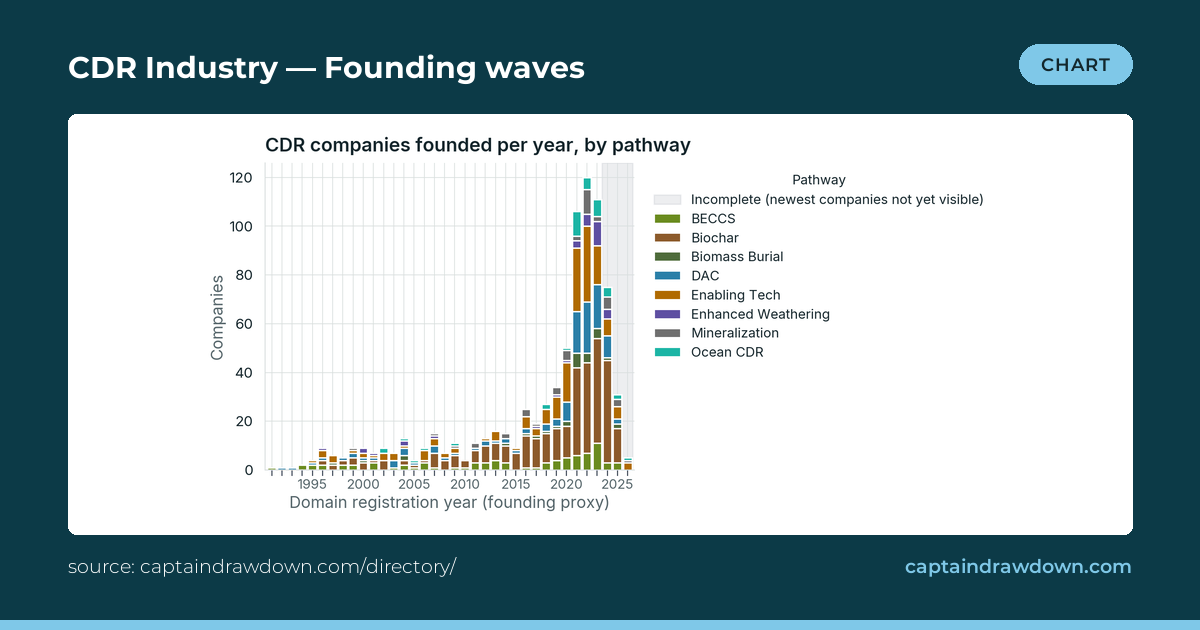 CDR Industry — Founding waves
CHART
CDR companies founded per year, by pathway
Companies
120
100
80
60
40
20
0
1995 2000 2005 2010 2015 2020 2025
Domain registration year (founding proxy)
Pathway
Incomplete (newest companies not yet visible)
BECCS
Biochar
Biomass Burial
DAC
Enabling Tech
Enhanced Weathering
Mineralization
Ocean CDR
source: captaindrawdown.com/directory/
captaindrawdown.com